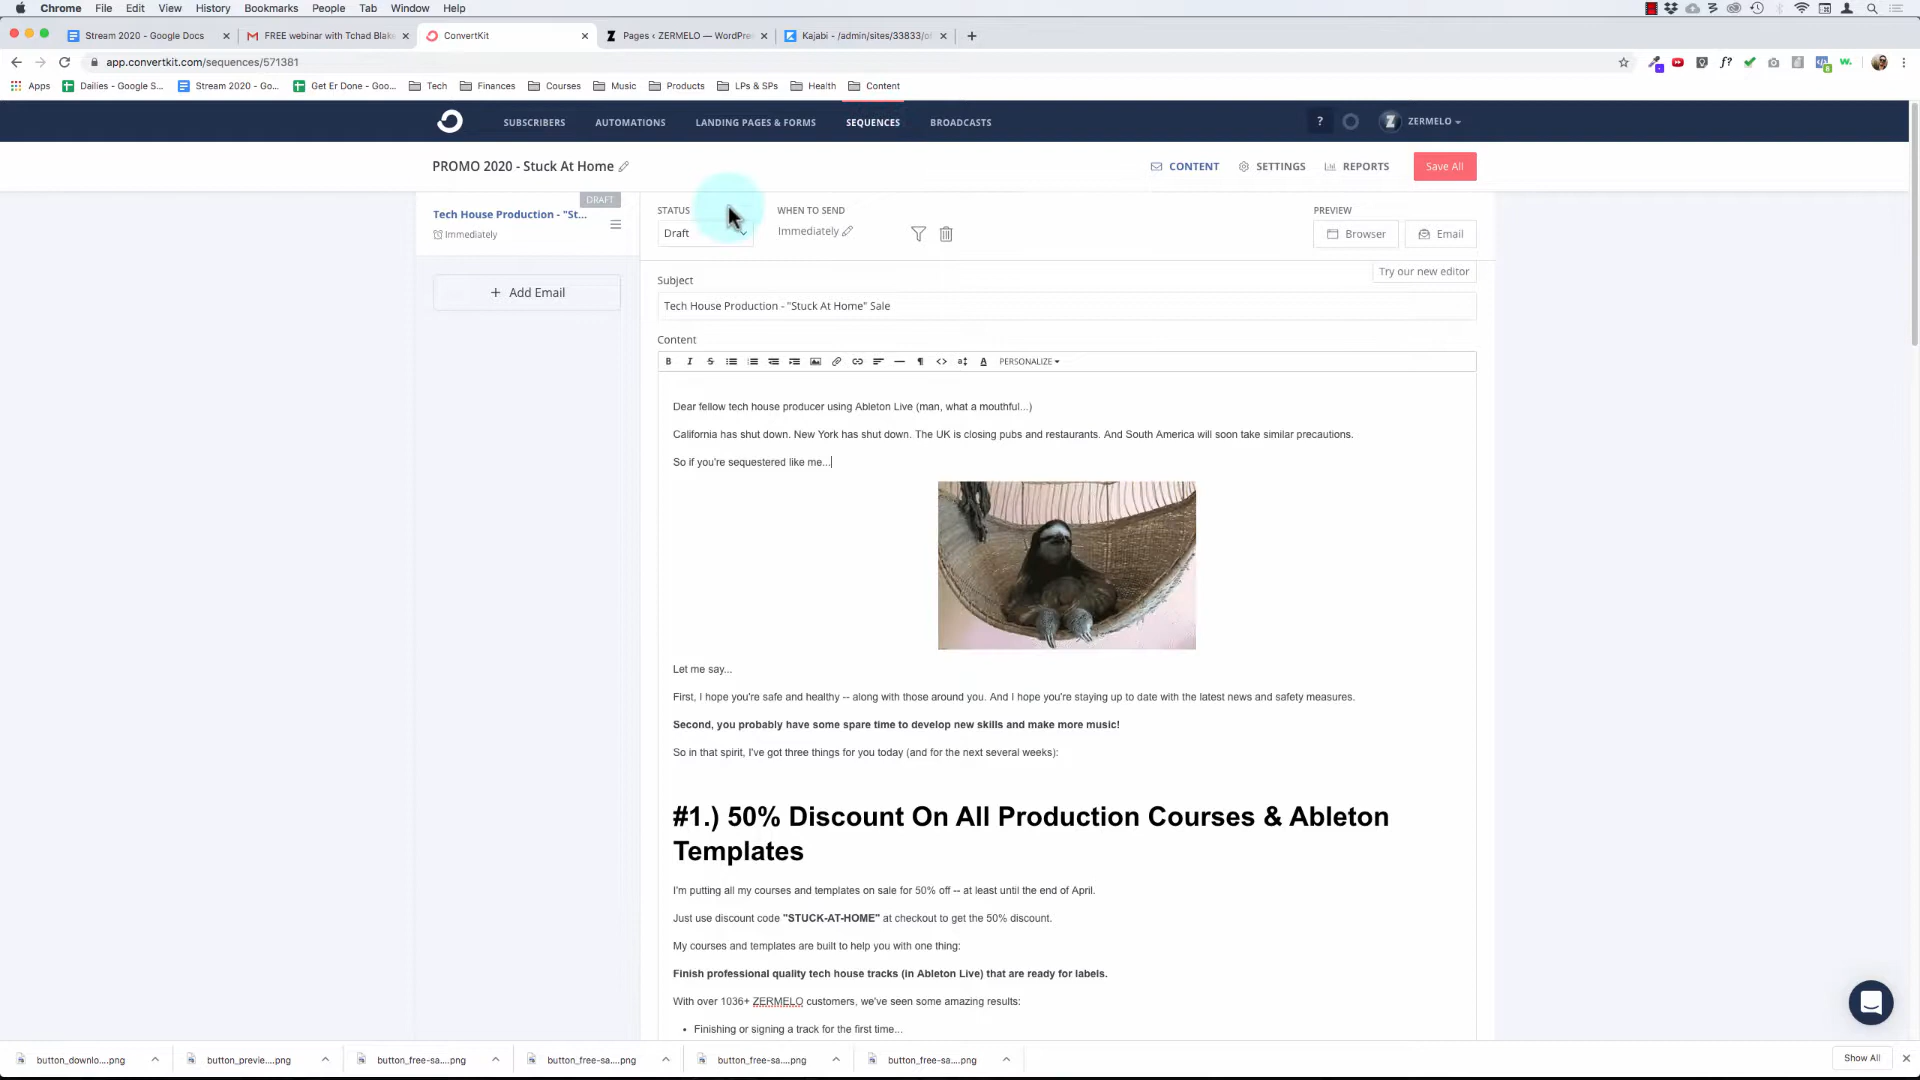 Chrome File Edit View History Bookmarks People Tab Window Help
Stream 2020 - Google Docs
FREE webinar with Tchad Blake
ConvertKit
Pages ‹ ZERMELO — WordPre
Kajabi - /admin/sites/33833/of
app.convertkit.com/sequences/571381
Apps
Dailies - Google S...
Stream 2020 - Go...
Get Er Done - Goo...
Tech
Finances
Courses
Music
Products
LPs & SPs
Health
Content
SUBSCRIBERS
AUTOMATIONS
LANDING PAGES & FORMS
SEQUENCES
BROADCASTS
?
ZERMELO
PROMO 2020 - Stuck At Home
CONTENT
SETTINGS
REPORTS
Save All
DRAFT
Tech House Production - "St...
Immediately
+ Add Email
STATUS
Draft
WHEN TO SEND
Immediately
PREVIEW
Browser
Email
Try our new editor
Subject
Tech House Production - "Stuck At Home" Sale
Content
PERSONALIZE
Dear fellow tech house producer using Ableton Live (man, what a mouthful...)
California has shut down. New York has shut down. The UK is closing pubs and restaurants. And South America will soon take similar precautions.
So if you're sequestered like me...
Let me say...
First, I hope you're safe and healthy -- along with those around you. And I hope you're staying up to date with the latest news and safety measures.
Second, you probably have some spare time to develop new skills and make more music!
So in that spirit, I've got three things for you today (and for the next several weeks):
#1.) 50% Discount On All Production Courses & Ableton
Templates
I'm putting all my courses and templates on sale for 50% off -- at least until the end of April.
Just use discount code "STUCK-AT-HOME" at checkout to get the 50% discount.
My courses and templates are built to help you with one thing:
Finish professional quality tech house tracks (in Ableton Live) that are ready for labels.
With over 1036+ ZERMELO customers, we've seen some amazing results:
• Finishing or signing a track for the first time...
button_downlo....png
button_previe....png
button_free-sa....png
button_free-sa....png
button_free-sa....png
button_free-sa....png
Show All